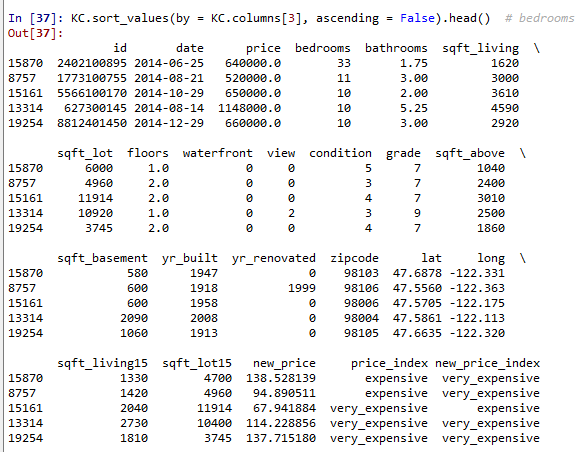 In [37]: KC.sort_values(by = KC.columns[3], ascending = False).head()  # bedrooms
Out[37]:
               id       date      price  bedrooms  bathrooms  sqft_living  \
15870  2402100895 2014-06-25   640000.0        33       1.75         1620
8757   1773100755 2014-08-21   520000.0        11       3.00         3000
15161  5566100170 2014-10-29   650000.0        10       2.00         3610
13314   627300145 2014-08-14  1148000.0        10       5.25         4590
19254  8812401450 2014-12-29   660000.0        10       3.00         2920
       sqft_lot  floors  waterfront  view  condition  grade  sqft_above  \
15870      6000     1.0           0     0          5      7        1040
8757       4960     2.0           0     0          3      7        2400
15161     11914     2.0           0     0          4      7        3010
13314     10920     1.0           0     2          3      9        2500
19254      3745     2.0           0     0          4      7        1860
       sqft_basement  yr_built  yr_renovated  zipcode      lat     long  \
15870            580      1947             0    98103  47.6878 -122.331
8757             600      1918          1999    98106  47.5560 -122.363
15161            600      1958             0    98006  47.5705 -122.175
13314           2090      2008             0    98004  47.5861 -122.113
19254           1060      1913             0    98105  47.6635 -122.320
       sqft_living15  sqft_lot15   new_price     price_index new_price_index
15870           1330        4700  138.528139       expensive  very_expensive
8757            1420        4960   94.890511       expensive  very_expensive
15161           2040       11914   67.941884  very_expensive       expensive
13314           2730       10400  114.228856  very_expensive  very_expensive
19254           1810        3745  137.715180  very_expensive  very_expensive